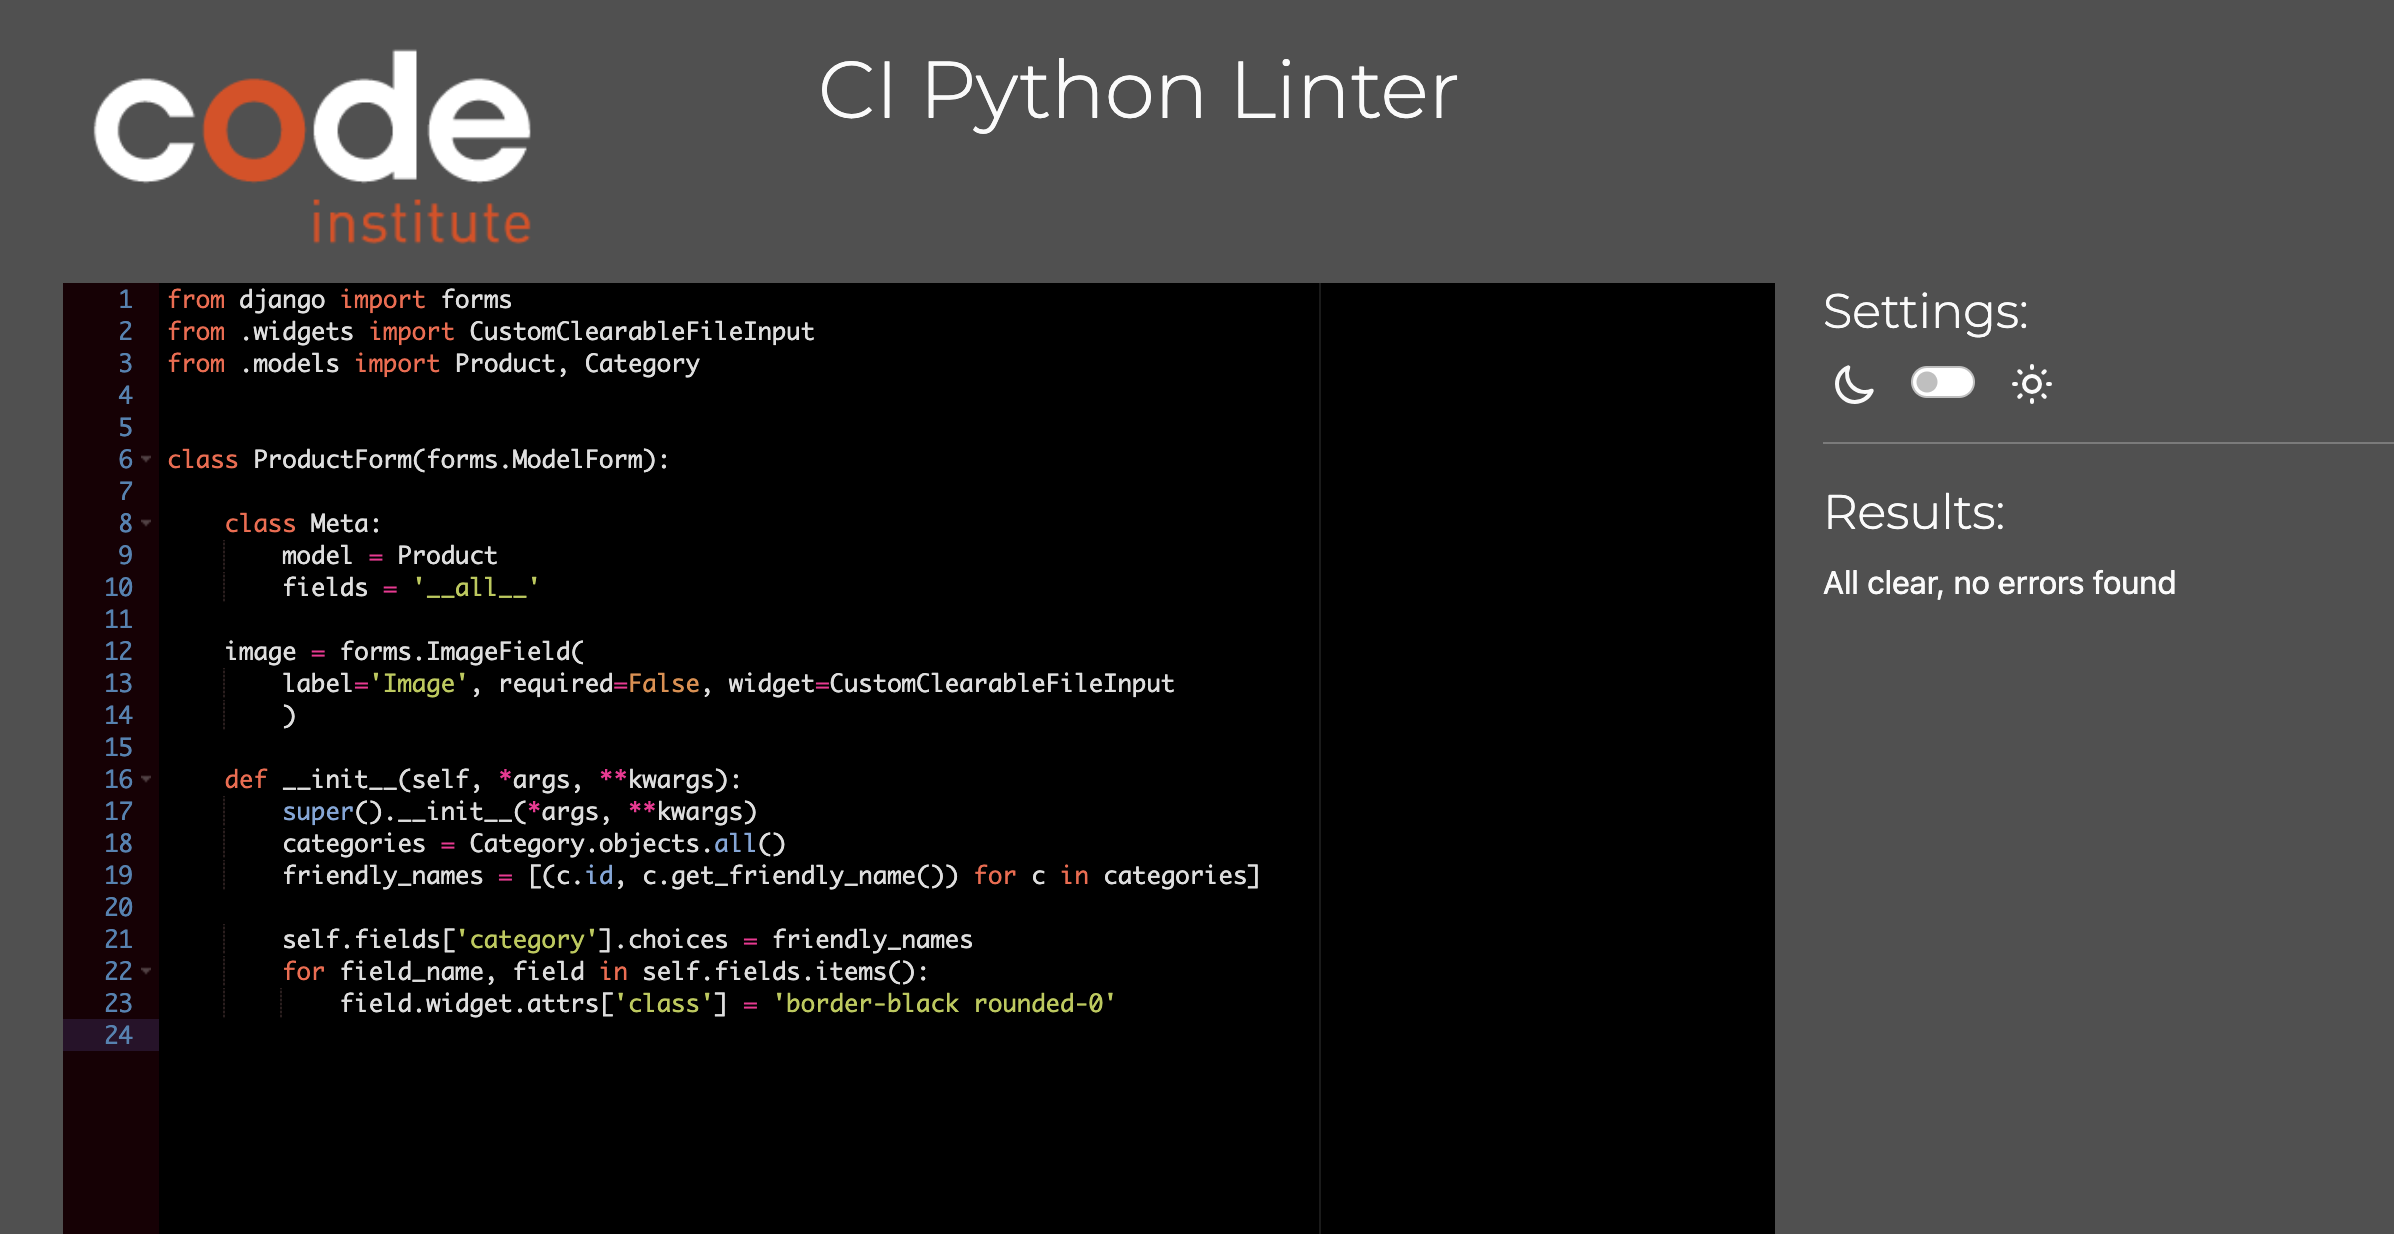 code
institute
CI Python Linter
1 from django import forms
2 from .widgets import CustomClearableFileInput
3 from .models import Product, Category
4
5
6 class ProductForm(forms.ModelForm):
7
8     class Meta:
9         model = Product
10         fields = '__all__'
11
12     image = forms.ImageField(
13         label='Image', required=False, widget=CustomClearableFileInput
14         )
15
16     def __init__(self, *args, **kwargs):
17         super().__init__(*args, **kwargs)
18         categories = Category.objects.all()
19         friendly_names = [(c.id, c.get_friendly_name()) for c in categories]
20
21         self.fields['category'].choices = friendly_names
22         for field_name, field in self.fields.items():
23             field.widget.attrs['class'] = 'border-black rounded-0'
24
Settings:
Results:
All clear, no errors found